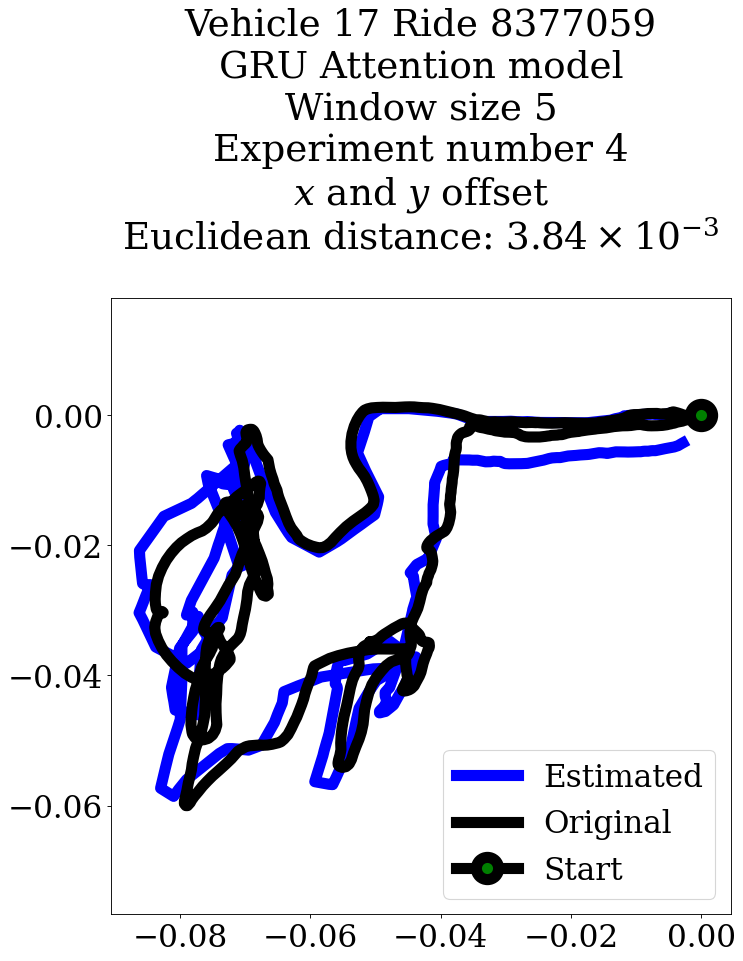 Vehicle 17 Ride 8377059
GRU Attention model
Window size 5
Experiment number 4
x and y offset
Euclidean distance: 3.84 × 10⁻³
0.00
−0.02
−0.04
−0.06
Estimated
Original
Start
−0.08 −0.06 −0.04 −0.02 0.00